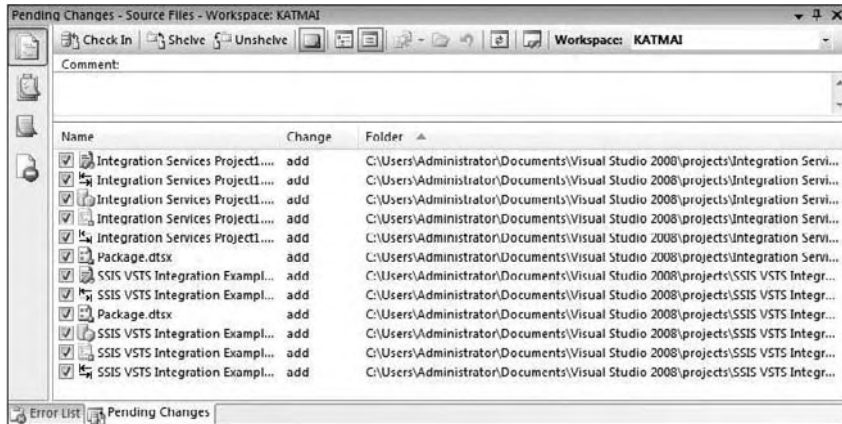 Pending Changes - Source Files - Workspace: KATMAI
Check In Shelve Unshelve Workspace: KATMAI
Comment:
Name Change Folder
Integration Services Project1.... add C:\Users\Administrator\Documents\Visual Studio 2008\projects\Integration Servi...
Integration Services Project1.... add C:\Users\Administrator\Documents\Visual Studio 2008\projects\Integration Servi...
Integration Services Project1.... add C:\Users\Administrator\Documents\Visual Studio 2008\projects\Integration Servi...
Integration Services Project1.... add C:\Users\Administrator\Documents\Visual Studio 2008\projects\Integration Servi...
Integration Services Project1.... add C:\Users\Administrator\Documents\Visual Studio 2008\projects\Integration Servi...
Package.dtsx add C:\Users\Administrator\Documents\Visual Studio 2008\projects\Integration Servi...
SSIS VSTS Integration Exampl... add C:\Users\Administrator\Documents\Visual Studio 2008\projects\SSIS VSTS Integr...
SSIS VSTS Integration Exampl... add C:\Users\Administrator\Documents\Visual Studio 2008\projects\SSIS VSTS Integr...
Package.dtsx add C:\Users\Administrator\Documents\Visual Studio 2008\projects\SSIS VSTS Integr...
SSIS VSTS Integration Exampl... add C:\Users\Administrator\Documents\Visual Studio 2008\projects\SSIS VSTS Integr...
SSIS VSTS Integration Exampl... add C:\Users\Administrator\Documents\Visual Studio 2008\projects\SSIS VSTS Integr...
SSIS VSTS Integration Exampl... add C:\Users\Administrator\Documents\Visual Studio 2008\projects\SSIS VSTS Integr...
Error List Pending Changes